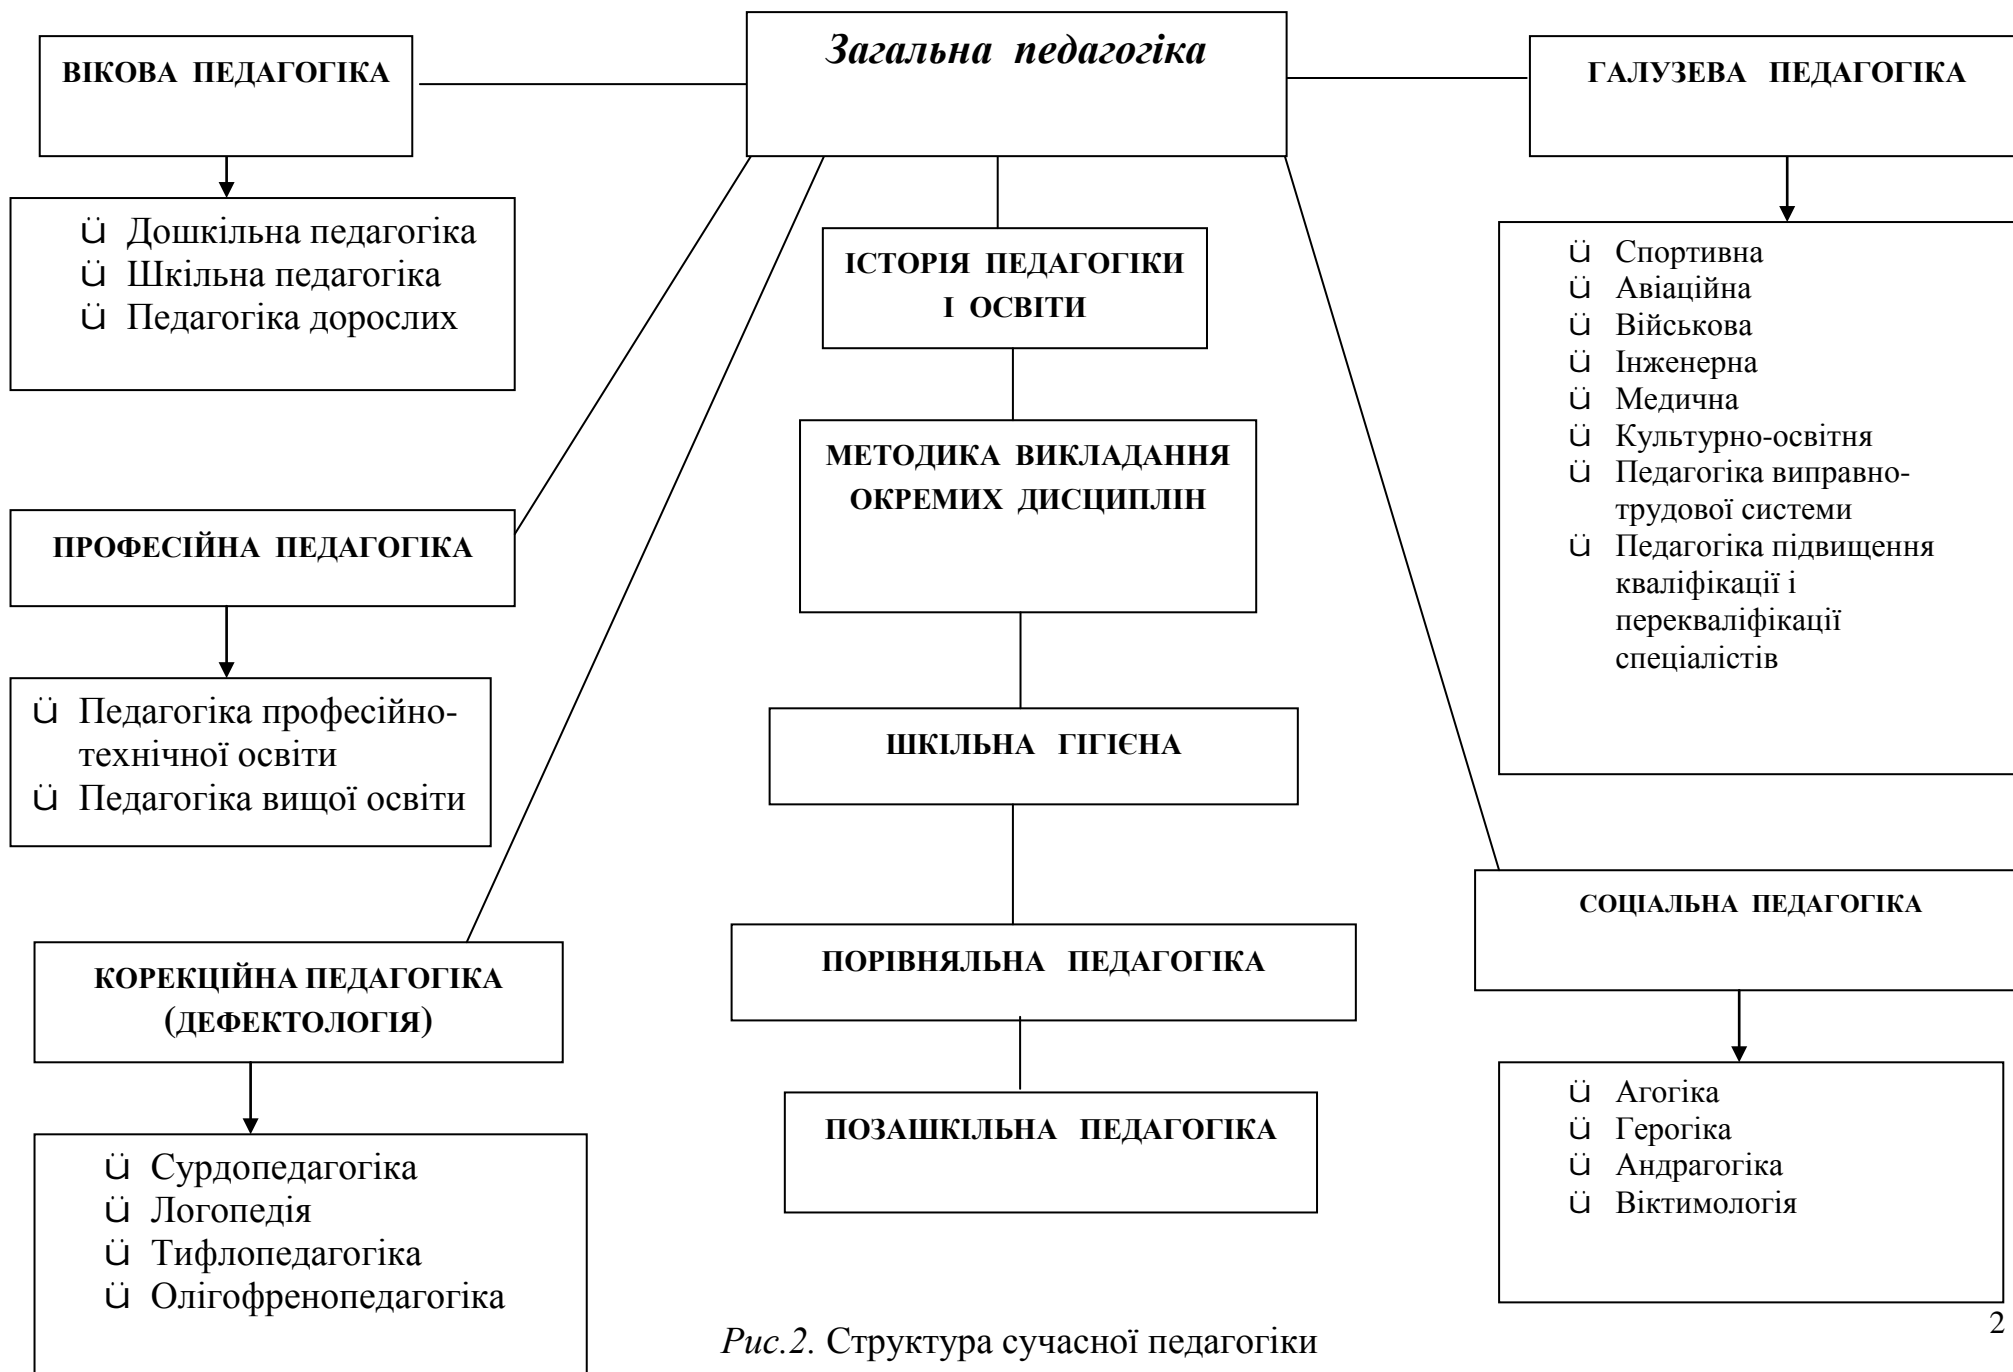 Загальна педагогіка
ВІКОВА ПЕДАГОГІКА
ГАЛУЗЕВА ПЕДАГОГІКА
ü Дошкільна педагогіка
ü Шкільна педагогіка
ü Педагогіка дорослих
ІСТОРІЯ ПЕДАГОГІКИ
І ОСВІТИ
ü Спортивна
ü Авіаційна
ü Військова
ü Інженерна
ü Медична
ü Культурно-освітня
ü Педагогіка виправно-
трудової системи
ü Педагогіка підвищення
кваліфікації і
перекваліфікації
спеціалістів
МЕТОДИКА ВИКЛАДАННЯ
ОКРЕМИХ ДИСЦИПЛІН
ПРОФЕСІЙНА ПЕДАГОГІКА
ü Педагогіка професійно-
технічної освіти
ü Педагогіка вищої освіти
ШКІЛЬНА ГІГІЄНА
СОЦІАЛЬНА ПЕДАГОГІКА
ПОРІВНЯЛЬНА ПЕДАГОГІКА
КОРЕКЦІЙНА ПЕДАГОГІКА
(ДЕФЕКТОЛОГІЯ)
ПОЗАШКІЛЬНА ПЕДАГОГІКА
ü Агогіка
ü Герогіка
ü Андрагогіка
ü Віктимологія
ü Сурдопедагогіка
ü Логопедія
ü Тифлопедагогіка
ü Олігофренопедагогіка
Рис.2. Структура сучасної педагогіки
2